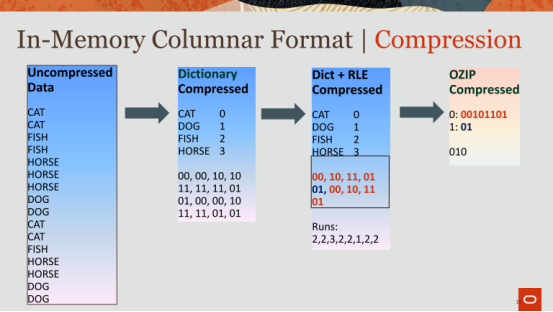 In-Memory Columnar Format | Compression
Uncompressed
Data
CAT
CAT
FISH
FISH
HORSE
HORSE
HORSE
DOG
DOG
CAT
CAT
FISH
HORSE
HORSE
DOG
DOG
Dictionary
Compressed
CAT 0
DOG 1
FISH 2
HORSE 3
00, 00, 10, 10
11, 11, 11, 01
01, 00, 00, 10
11, 11, 01, 01
Dict + RLE
Compressed
CAT 0
DOG 1
FISH 2
HORSE 3
00, 10, 11, 01
01, 00, 10, 11
01
Runs:
2,2,3,2,2,1,2,2
OZIP
Compressed
0: 00101101
1: 01
010